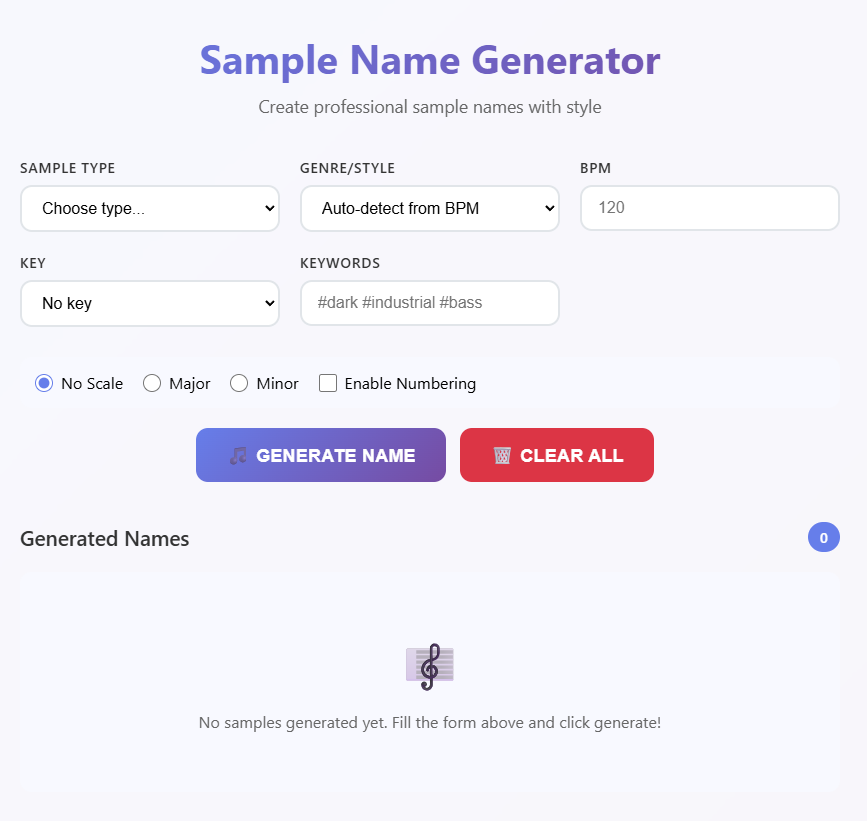 Sample Name Generator
Create professional sample names with style
SAMPLE TYPE
GENRE/STYLE
BPM
Choose type...
Auto-detect from BPM
120
KEY
KEYWORDS
No key
#dark #industrial #bass
No Scale
Major
Minor
Enable Numbering
GENERATE NAME
CLEAR ALL
Generated Names
0
No samples generated yet. Fill the form above and click generate!